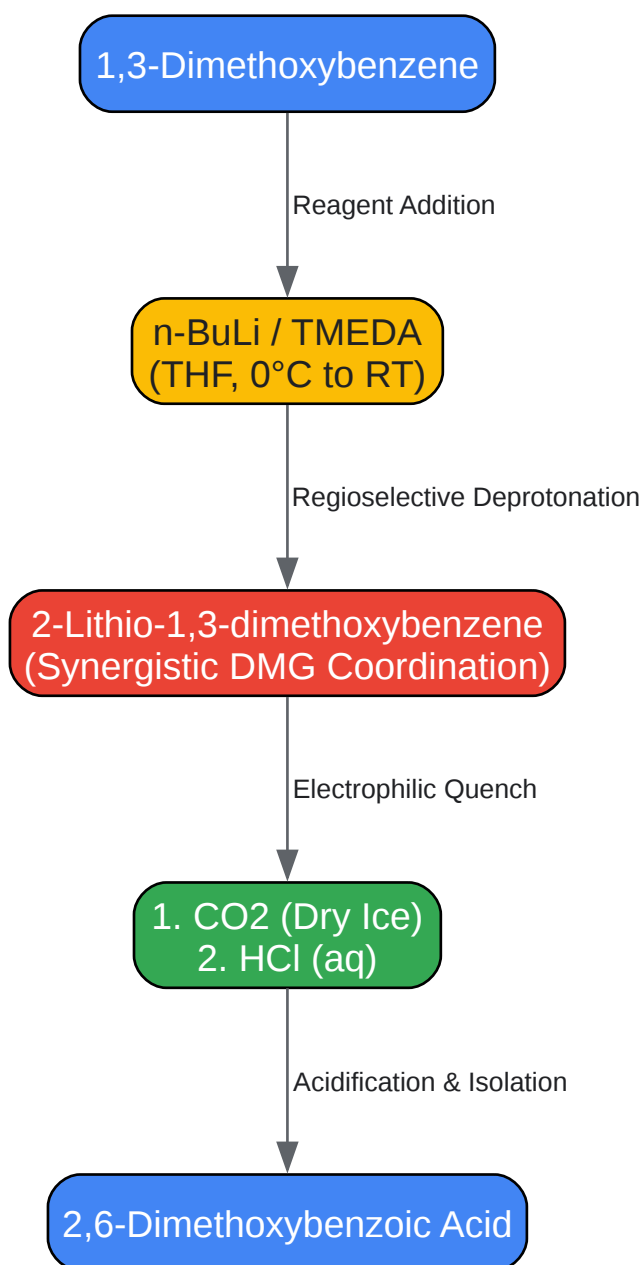 1,3-Dimethoxybenzene
Reagent Addition
n-BuLi / TMEDA
(THF, 0°C to RT)
Regioselective Deprotonation
2-Lithio-1,3-dimethoxybenzene
(Synergistic DMG Coordination)
Electrophilic Quench
1. CO2 (Dry Ice)
2. HCl (aq)
Acidification & Isolation
2,6-Dimethoxybenzoic Acid